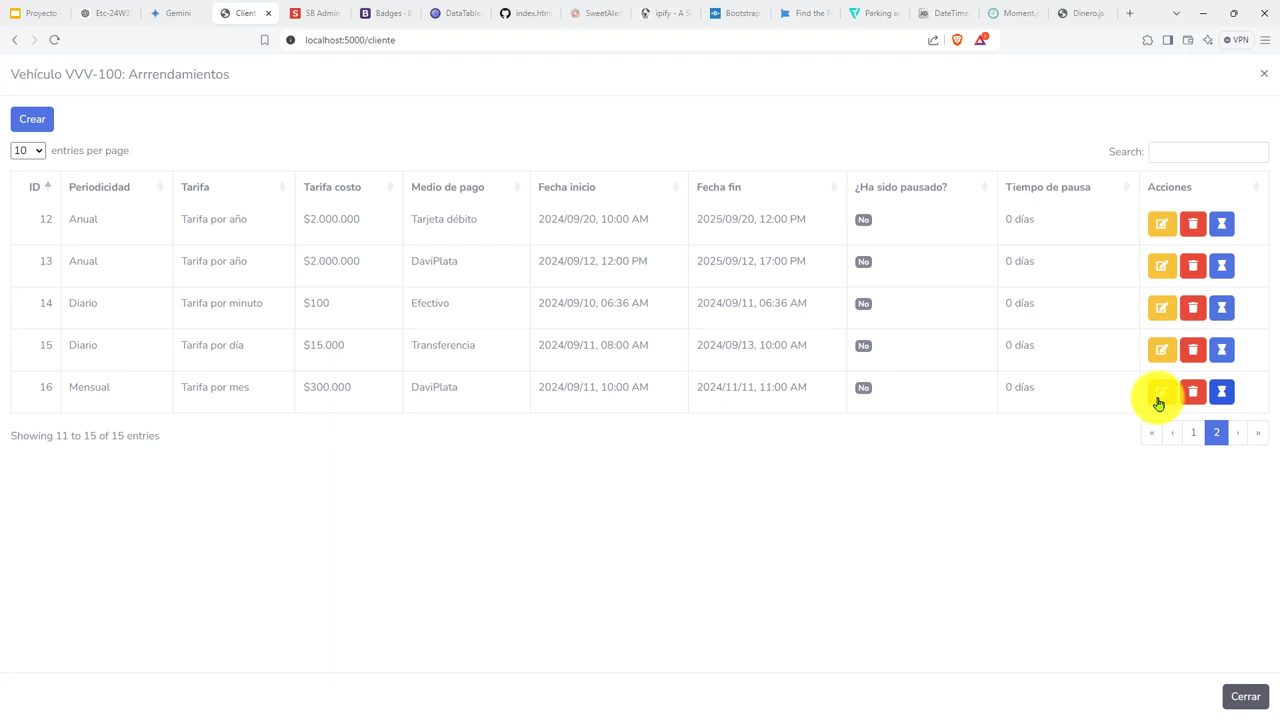 Proyecto
Etc-24W37
Gemini
Client
SB Admin
Badges - B
DataTable
index.html
SweetAler
ipify - A S
Bootstrap
Find the P
Parking ar
DateTime
Moment.j
Dinero.js
localhost:5000/cliente
VPN
Vehículo VVV-100: Arrrendamientos
Crear
10 entries per page
Search:
ID Periodicidad Tarifa Tarifa costo Medio de pago Fecha inicio Fecha fin ¿Ha sido pausado? Tiempo de pausa Acciones
12 Anual Tarifa por año $2.000.000 Tarjeta débito 2024/09/20, 10:00 AM 2025/09/20, 12:00 PM No 0 días
13 Anual Tarifa por año $2.000.000 DaviPlata 2024/09/12, 12:00 PM 2025/09/12, 17:00 PM No 0 días
14 Diario Tarifa por minuto $100 Efectivo 2024/09/10, 06:36 AM 2024/09/11, 06:36 AM No 0 días
15 Diario Tarifa por día $15.000 Transferencia 2024/09/11, 08:00 AM 2024/09/13, 10:00 AM No 0 días
16 Mensual Tarifa por mes $300.000 DaviPlata 2024/09/11, 10:00 AM 2024/11/11, 11:00 AM No 0 días
Showing 11 to 15 of 15 entries
« ‹ 1 2 › »
Cerrar